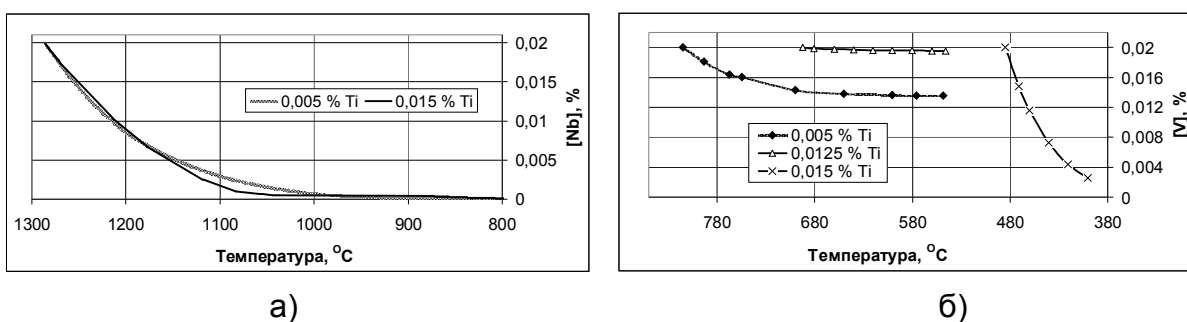 0,02
0,015
0,01
0,005
0
[Nb], %
0,005 % Ti 0,015 % Ti
1300 1200 1100 1000 900 800
Температура, ᴼС
а)
0,02
0,016
0,012
0,008
0,004
0
[V], %
0,005 % Ti
0,0125 % Ti
0,015 % Ti
780 680 580 480 380
Температура, ᴼС
б)